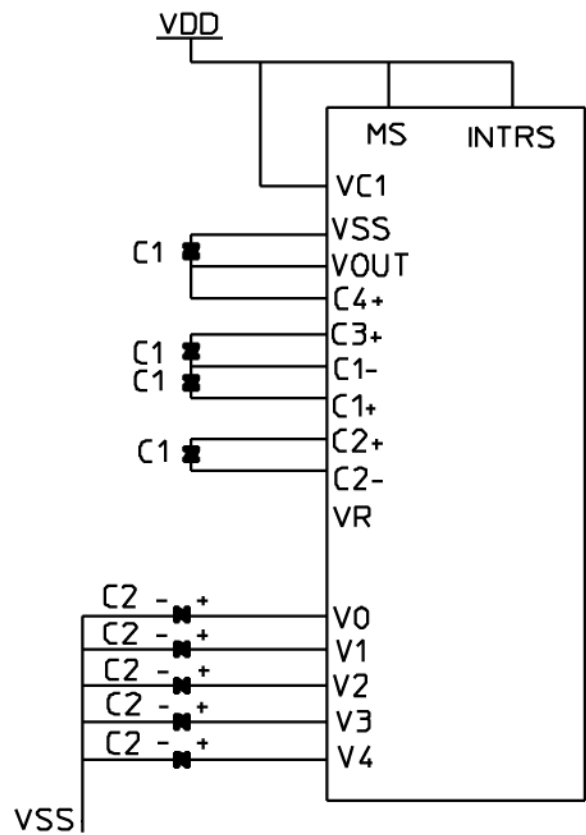 VDD
MS INTRS
VC1
VSS
C1
VOUT
C4+
C3+
C1
C1-
C1
C1+
C2+
C1
C2-
VR
C2 - +
V0
C2 - +
V1
C2 - +
V2
C2 - +
V3
C2 - +
V4
VSS